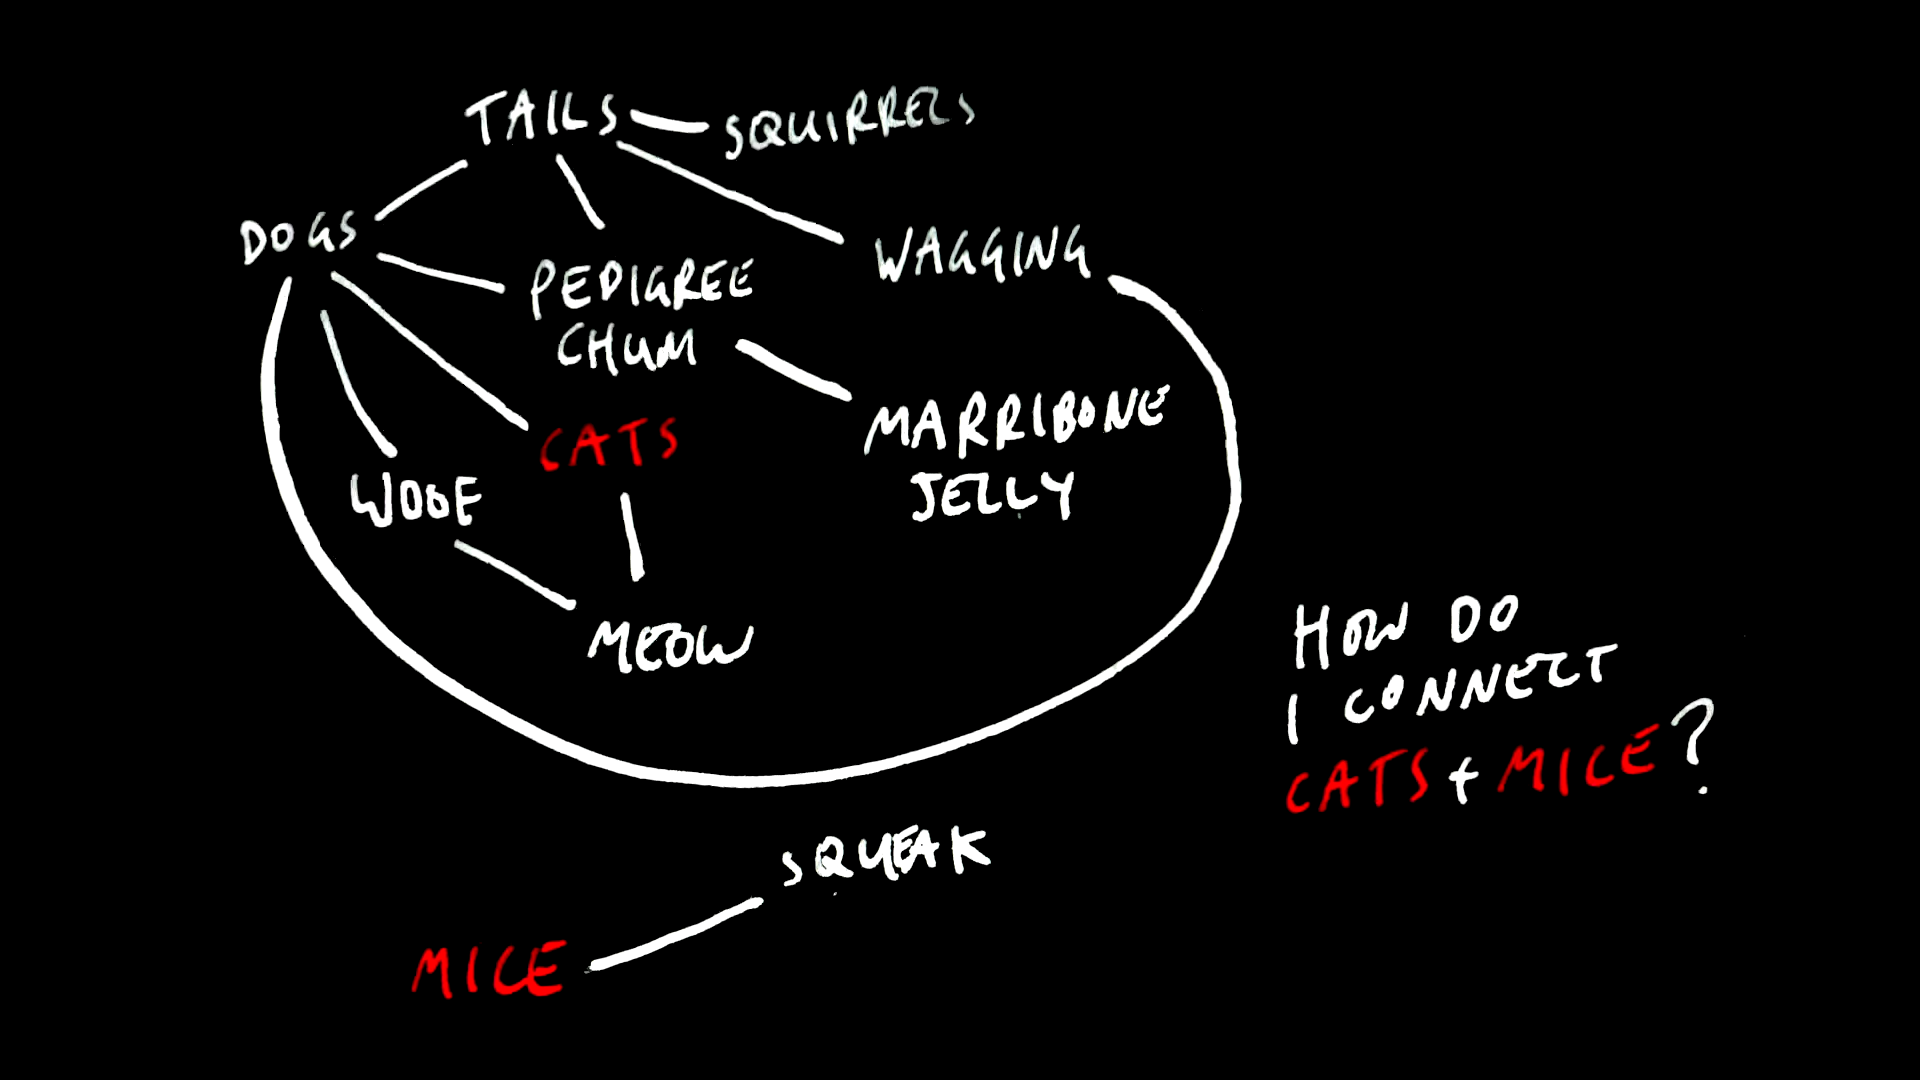 TAILS
SQUIRRELS
DOGS
WAGGING
PEDIGREE
CHUM
MARRIBONE
JELLY
CATS
WOOF
MEOW
HOW DO
I CONNECT
CATS + MICE?
SQUEAK
MICE